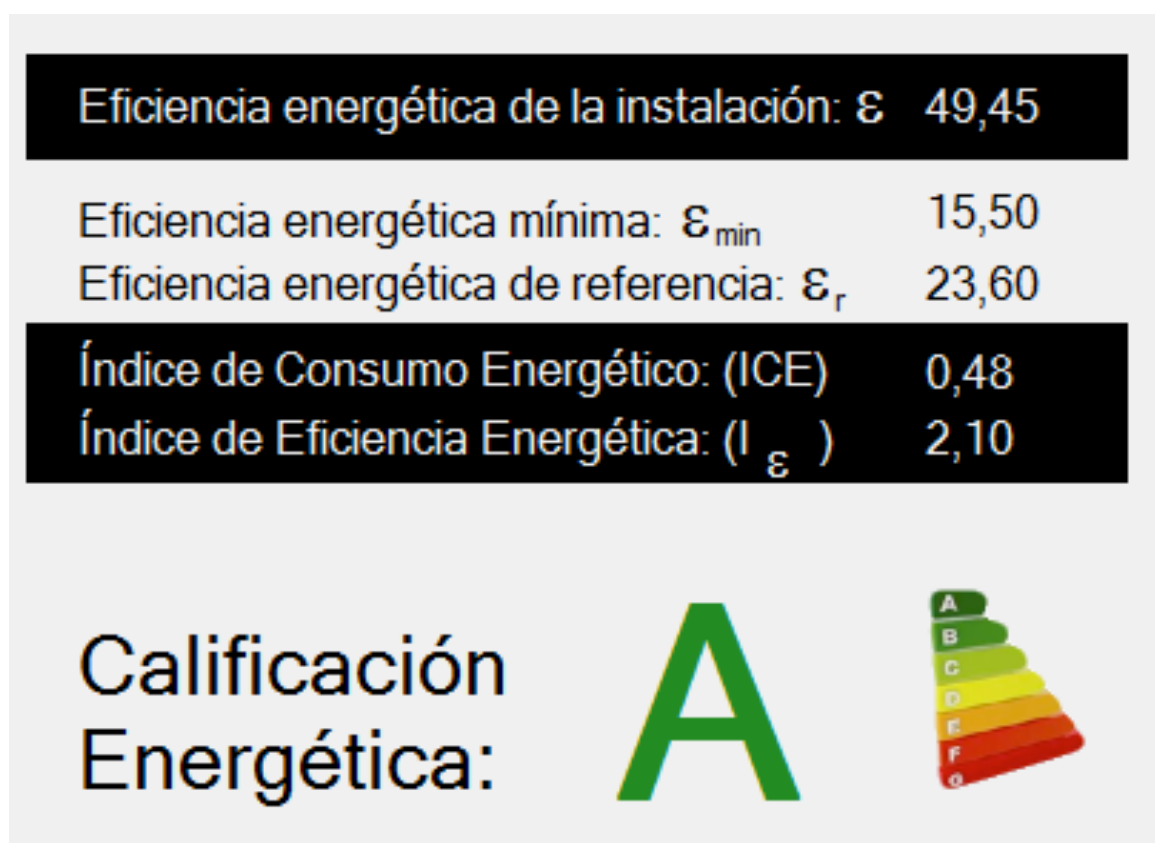 Eficiencia energética de la instalación: ε 49,45
Eficiencia energética mínima: εmin 15,50
Eficiencia energética de referencia: εr 23,60
Índice de Consumo Energético: (ICE) 0,48
Índice de Eficiencia Energética: (I ε ) 2,10
Calificación
Energética:
A
A
B
C
D
E
F
G